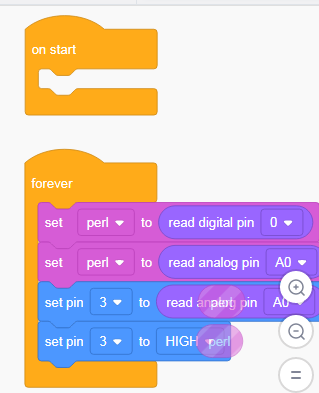 on start
forever
set perl to read digital pin 0
set perl to read analog pin A0
set pin 3 to read analog pin A0
set pin 3 to HIGH perl